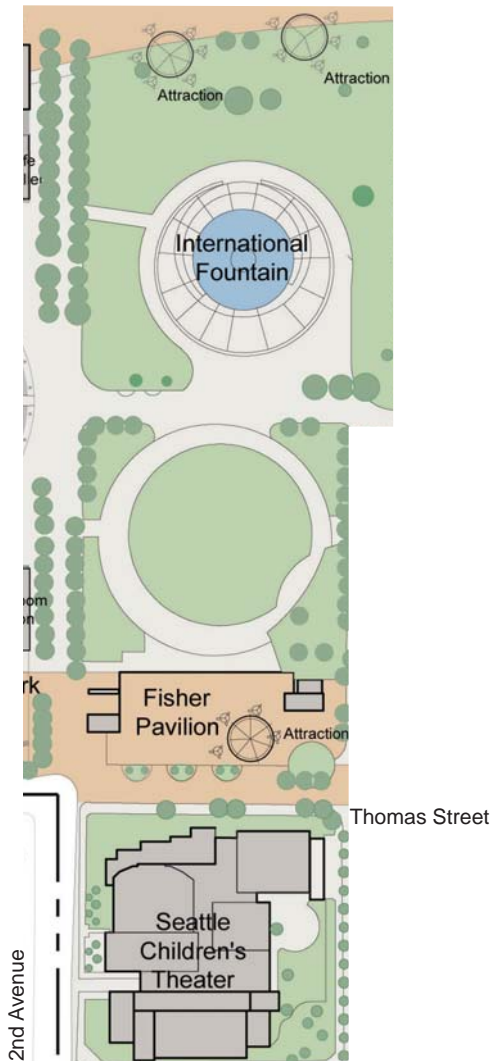 Attraction
Attraction
International
Fountain
Fisher
Pavilion
Attraction
Thomas Street
Seattle
Children's
Theater
2nd Avenue